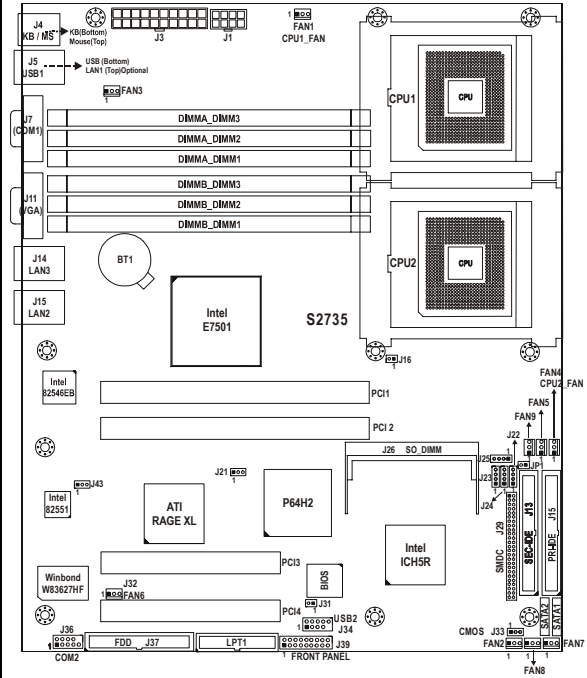 J4
KB / MS
KB(Bottom)
Mouse(Top)
J3
J1
1
FAN1
CPU1_FAN
J5
USB1
USB (Bottom)
LAN1 (Top)Optional
FAN3
1
J7
(COM1)
DIMMA_DIMM3
DIMMA_DIMM2
DIMMA_DIMM1
DIMMB_DIMM3
DIMMB_DIMM2
DIMMB_DIMM1
CPU1
CPU
J11
(VGA)
J14
LAN3
J15
LAN2
BT1
Intel
E7501
S2735
CPU2
CPU
J16
1
FAN4
CPU2_FAN
FAN5
FAN9
J22
Intel
82546EB
PCI1
PCI 2
J26 SO_DIMM
J25
JP1
J23
J24
1
J21
1
J43
1
Intel
82551
ATI
RAGE XL
P64H2
Intel
ICH5R
J29
SMDC
J13
SEC-IDE
J15
PRI-IDE
Winbond
W83627HF
PCI3
BIOS
J32
FAN6
1
PCI4
J31
1
USB2
J34
1
SATA2
SATA1
J36
1
COM2
FDD J37
LPT1
J39
1
FRONT PANEL
CMOS J33
1
FAN2
1
FAN8
1
FAN7
1